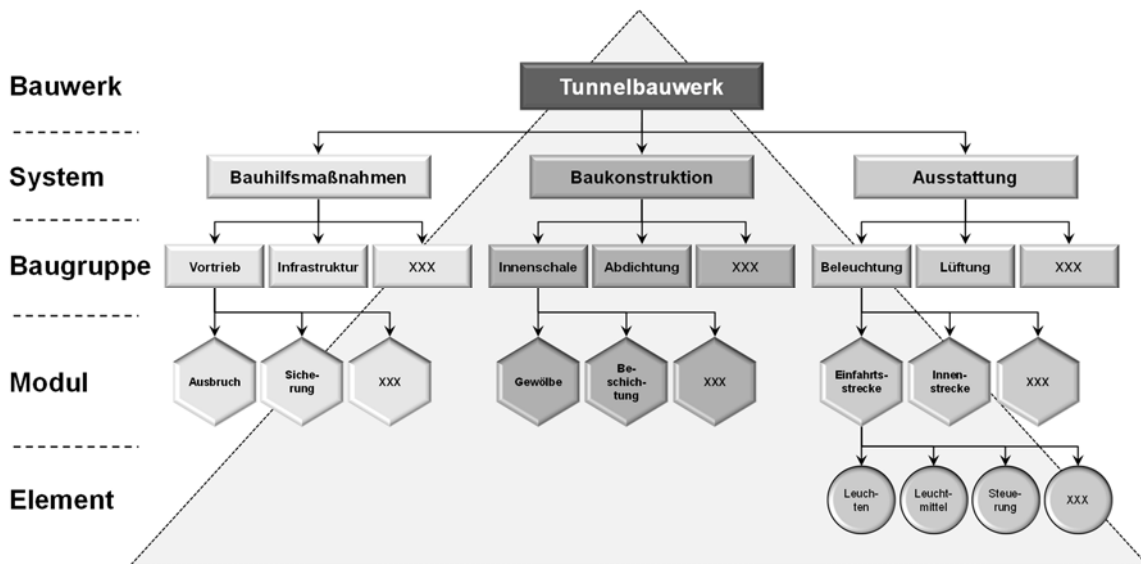 Bauwerk
Tunnelbauwerk
System
Bauhilfsmaßnahmen
Baukonstruktion
Ausstattung
Baugruppe
Vortrieb
Infrastruktur
XXX
Innenschale
Abdichtung
XXX
Beleuchtung
Lüftung
XXX
Modul
Ausbruch
Siche-
rung
XXX
Gewölbe
Be-
schich-
tung
XXX
Einfahrts-
strecke
Innen-
strecke
XXX
Element
Leuch-
ten
Leucht-
mittel
Steue-
rung
XXX